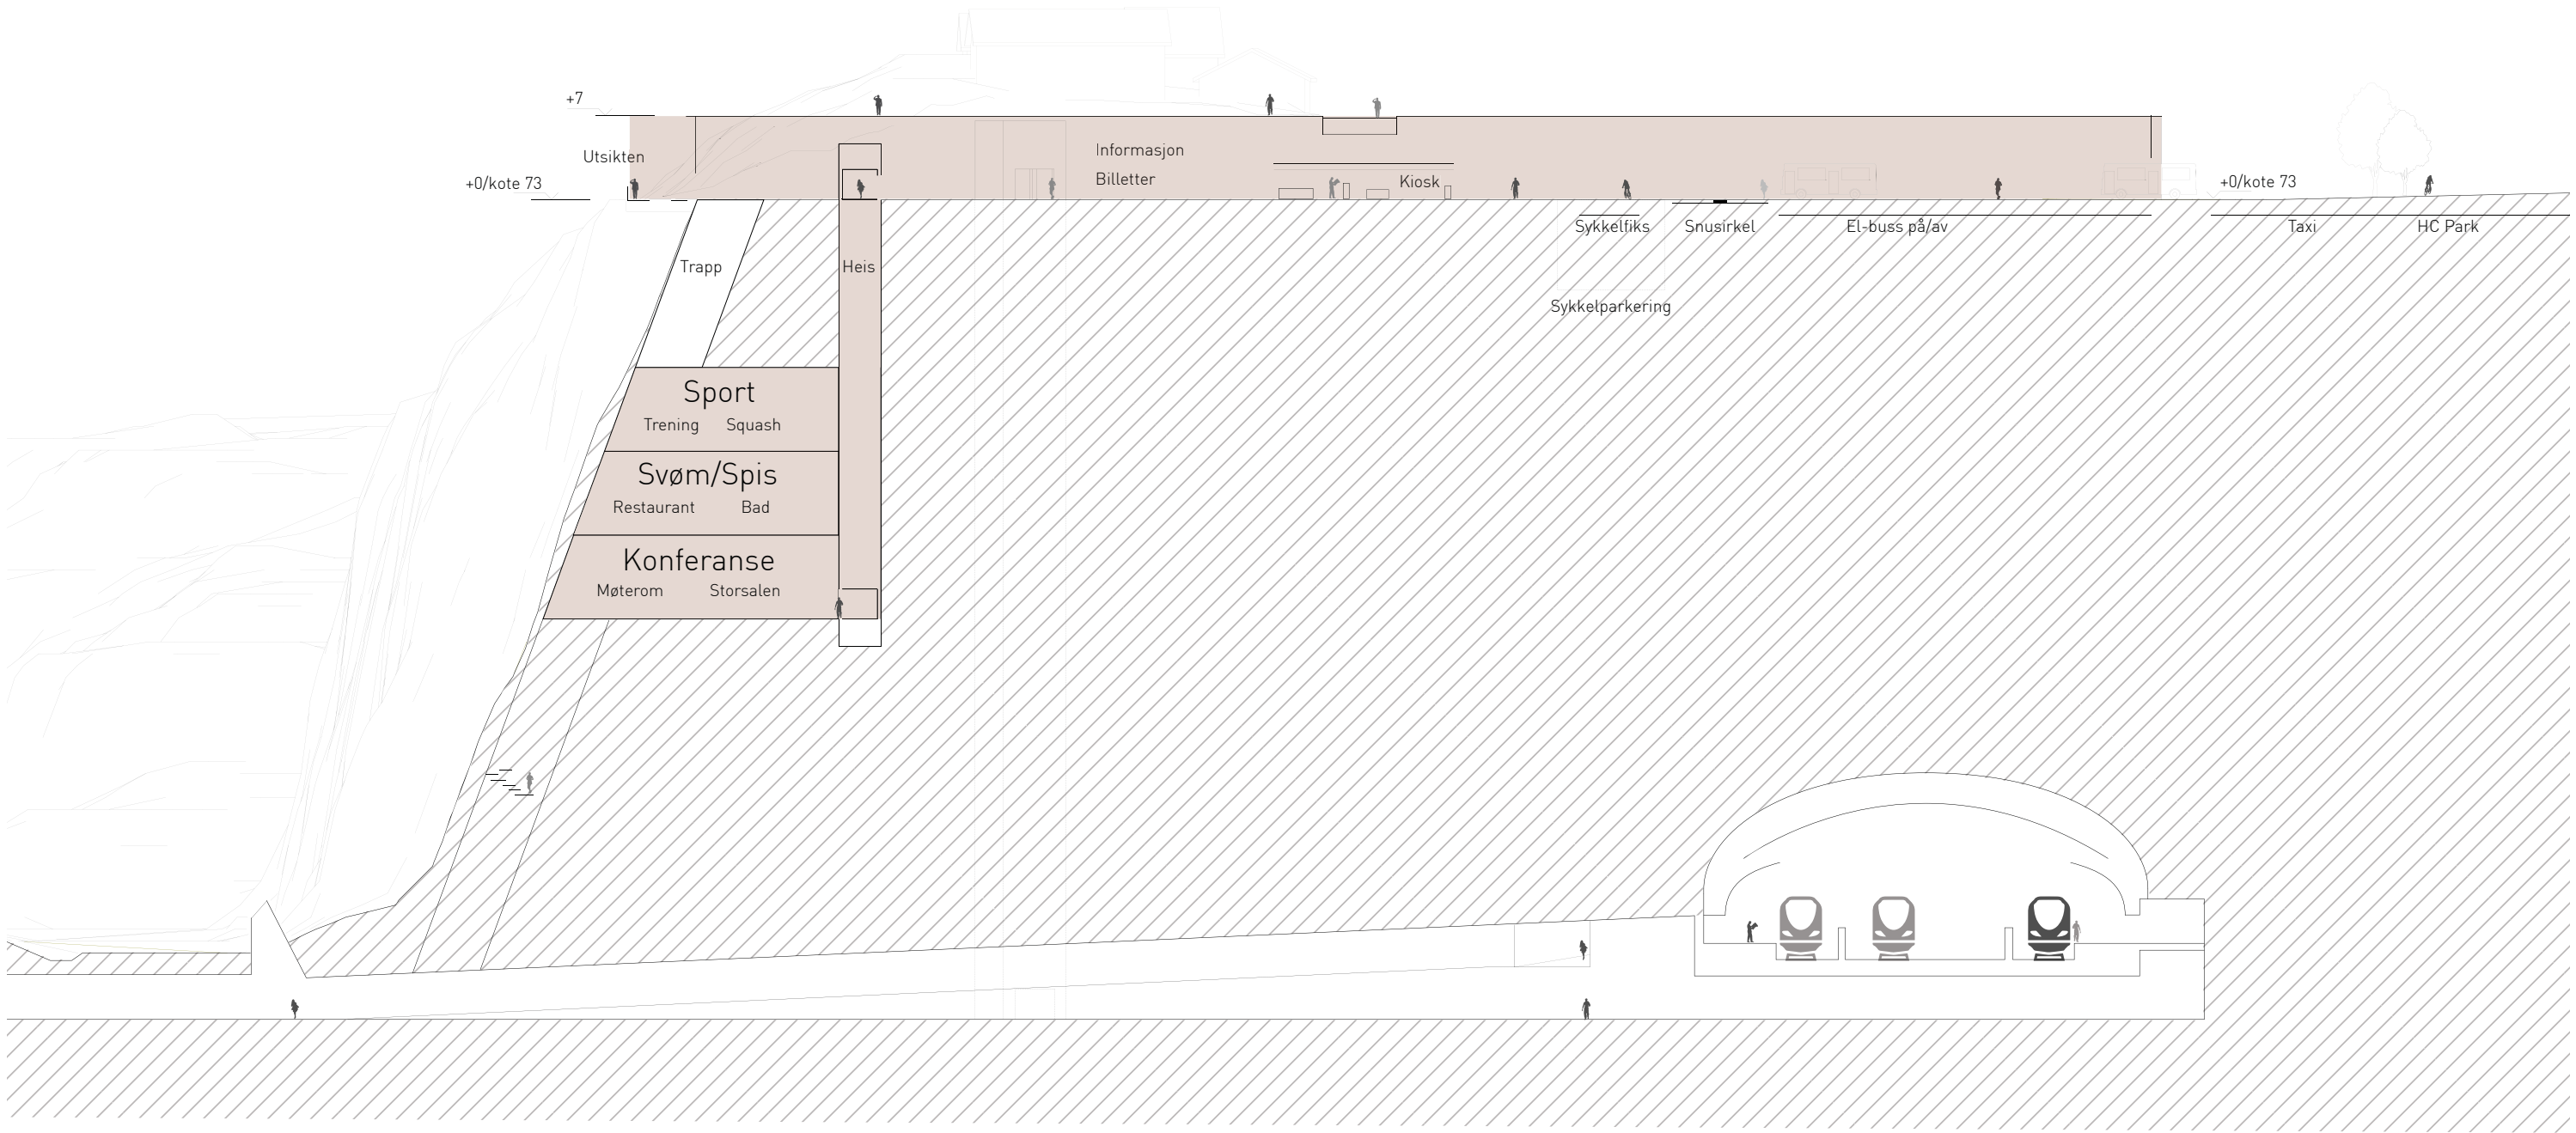 +7
Utsikten
Informasjon
Billetter
Kiosk
+0/kote 73
+0/kote 73
Sykkelfiks
Snusirkel
El-buss på/av
Taxi
HC Park
Trapp
Heis
Sykkelparkering
Sport
Trening Squash
Svøm/Spis
Restaurant Bad
Konferanse
Møterom Storsalen